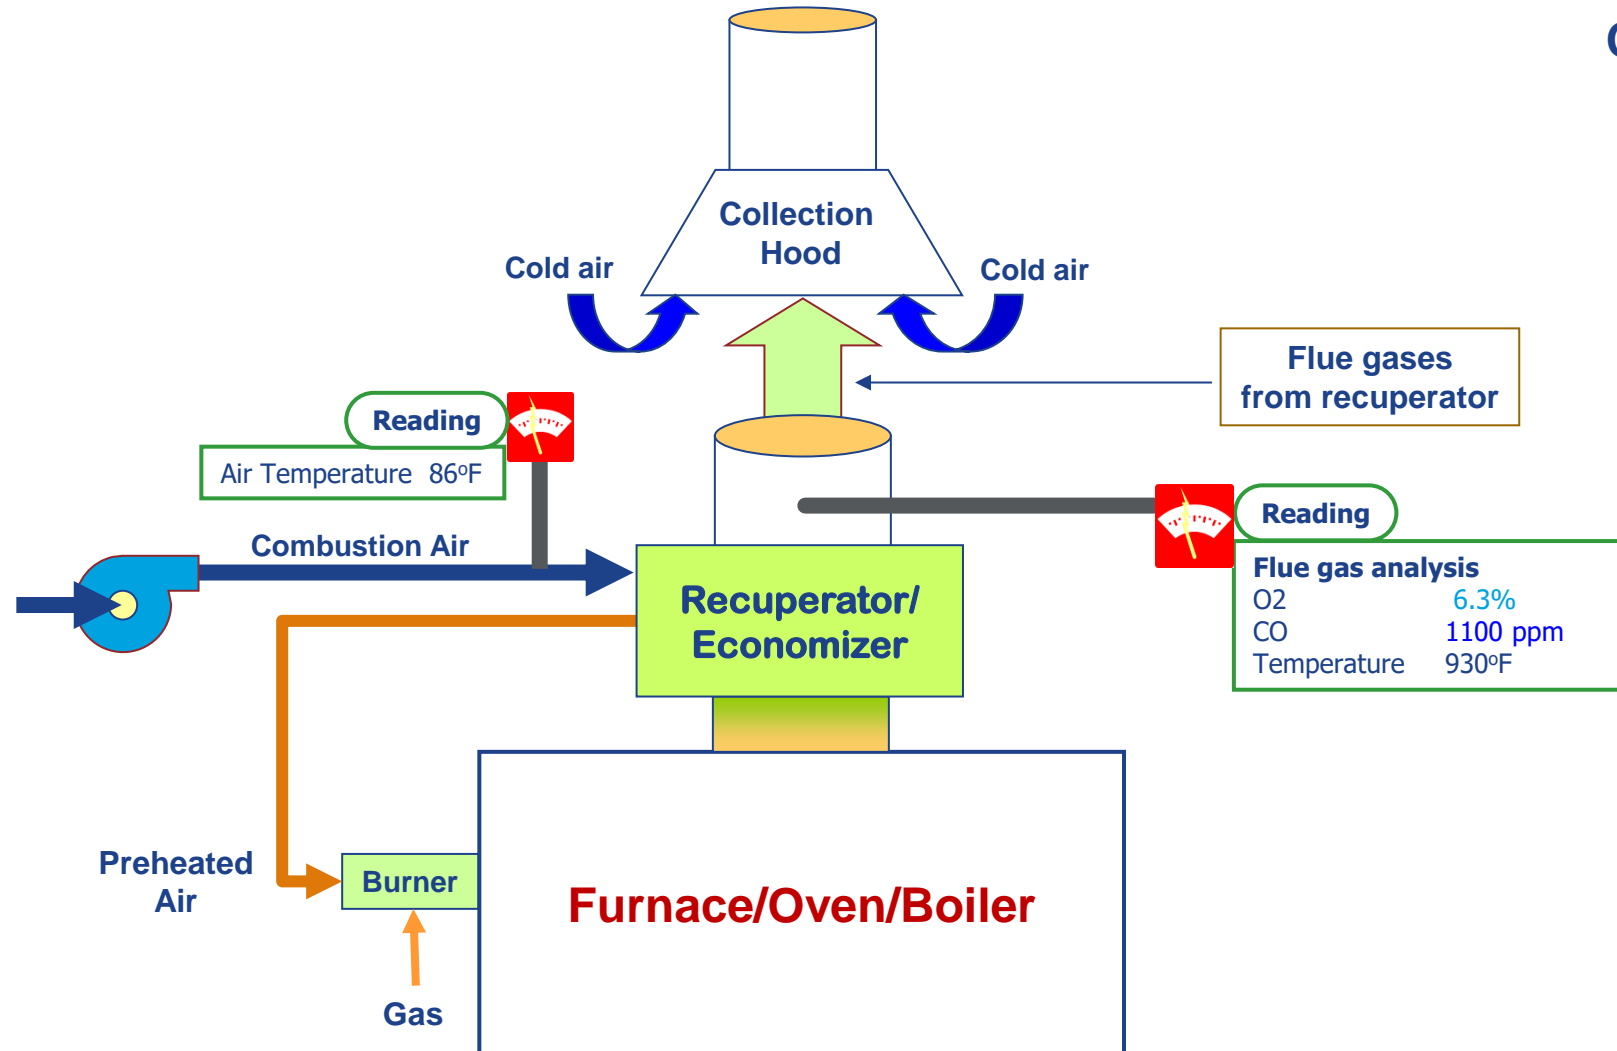 Collection
Hood
Cold air
Cold air
Flue gases
from recuperator
Reading
Air Temperature 86ºF
Combustion Air
Reading
Flue gas analysis
O2 6.3%
CO 1100 ppm
Temperature 930ºF
Recuperator/
Economizer
Preheated
Air
Burner
Furnace/Oven/Boiler
Gas